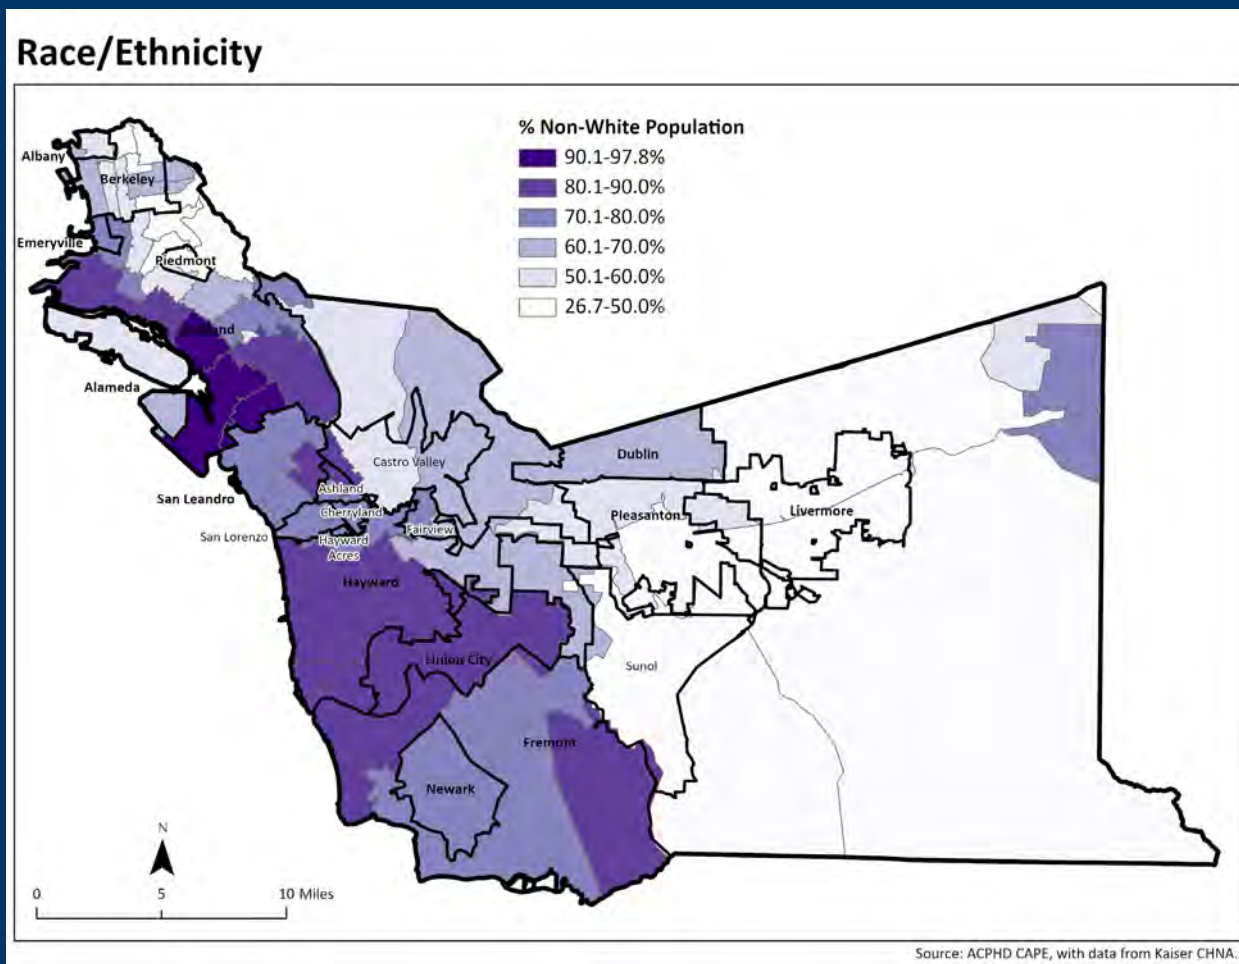 Race/Ethnicity
% Non-White Population
90.1-97.8%
80.1-90.0%
70.1-80.0%
60.1-70.0%
50.1-60.0%
26.7-50.0%
Albany
Berkeley
Emeryville
Piedmont
land
Alameda
Castro Valley
Dublin
San Leandro
Ashland
Cherryland
San Lorenzo
Hayward
Acres
Fairview
Pleasanton
Livermore
Hayward
Union City
Sunol
Fremont
Newark
N
0 5 10 Miles
Source: ACPHD CAPE, with data from Kaiser CHNA.